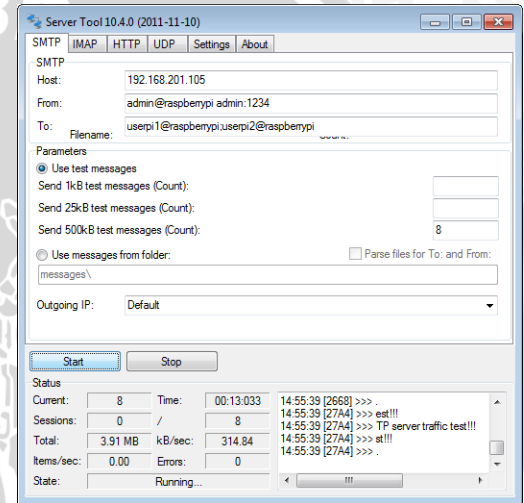 Server Tool 10.4.0 (2011-11-10)
SMTP IMAP HTTP UDP Settings About
SMTP
Host: 192.168.201.105
From: admin@raspberrypi admin:1234
To: userpi1@raspberrypi;userpi2@raspberrypi
Filename:
Parameters
Use test messages
Send 1kB test messages (Count):
Send 25kB test messages (Count):
Send 500kB test messages (Count): 8
Use messages from folder: Parse files for To: and From:
messages\
Outgoing IP: Default
Start Stop
Status
Current: 8 Time: 00:13:033
Sessions: 0 / 8
Total: 3.91 MB kB/sec: 314.84
Items/sec: 0.00 Errors: 0
State: Running...
14:55:39 [2668] >>> .
14:55:39 [27A4] >>> est!!!
14:55:39 [27A4] >>> TP server traffic test!!!
14:55:39 [27A4] >>> st!!!
14:55:39 [27A4] >>> .